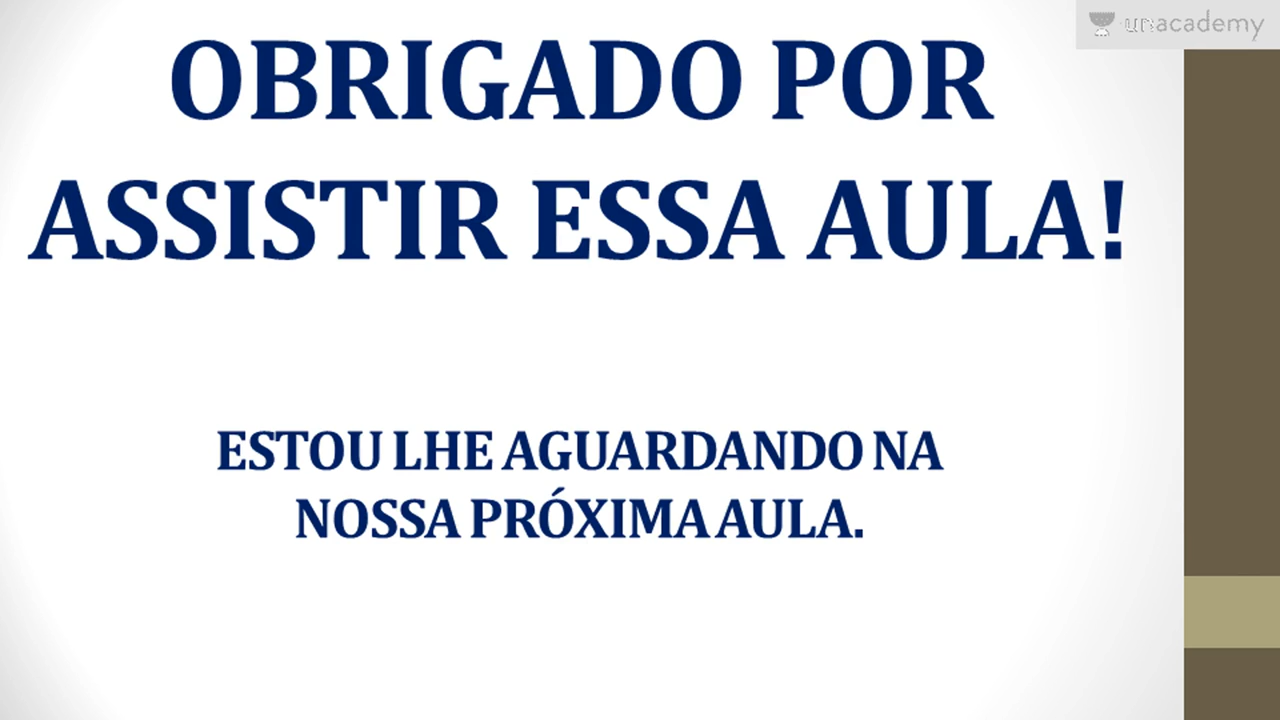 unacademy
OBRIGADO POR
ASSISTIR ESSA AULA!
ESTOU LHE AGUARDANDO NA
NOSSA PRÓXIMA AULA.